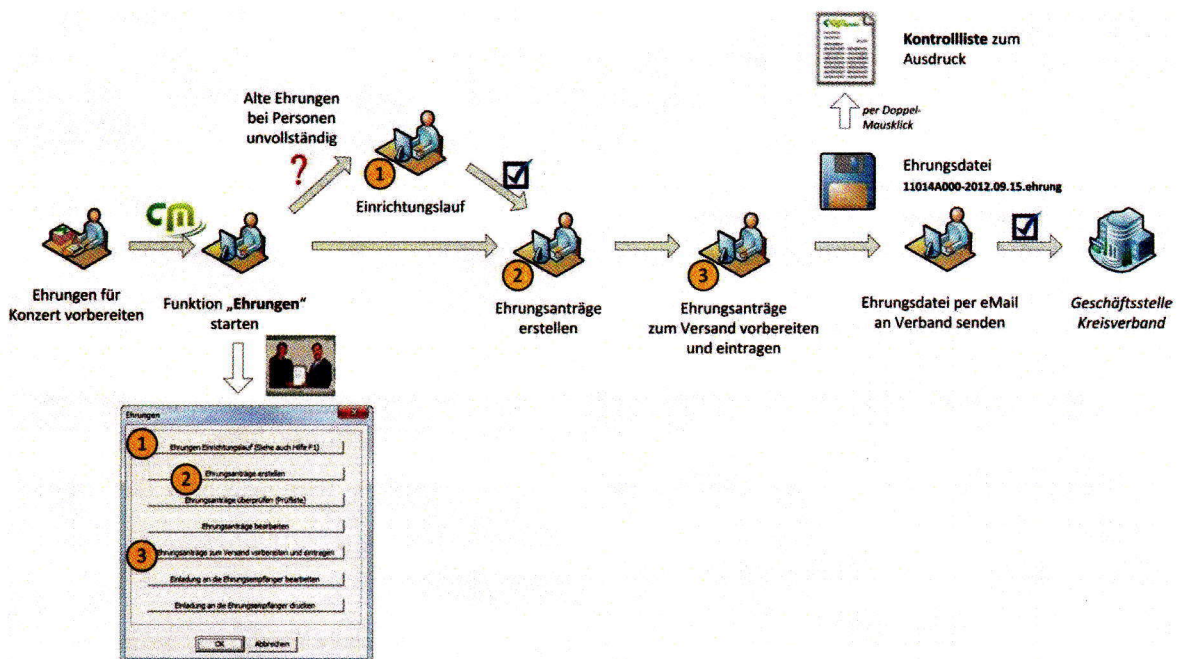 Kontrollliste zum
Ausdruck
per Doppel-
Mausklick
Ehrungsdatei
11014A000-2012.09.15.ehrung
Alte Ehrungen
bei Personen
unvollständig
?
1
Einrichtungslauf
cm
2
3
Ehrungen für
Konzert vorbereiten
Funktion „Ehrungen“
starten
Ehrungsanträge
erstellen
Ehrungsanträge
zum Versand vorbereiten
und eintragen
Ehrungsdatei per eMail
an Verband senden
Geschäftsstelle
Kreisverband
Ehrungen
1
Ehrungen Einrichtungslauf (Siehe auch Hilfe F1)
2
Ehrungsanträge erstellen
Ehrungsanträge überprüfen (Prüfliste)
Ehrungsanträge bearbeiten
3
Ehrungsanträge zum Versand vorbereiten und eintragen
Einladung an die Ehrungsempfänger bearbeiten
Einladung an die Ehrungsempfänger drucken
OK
Abbrechen